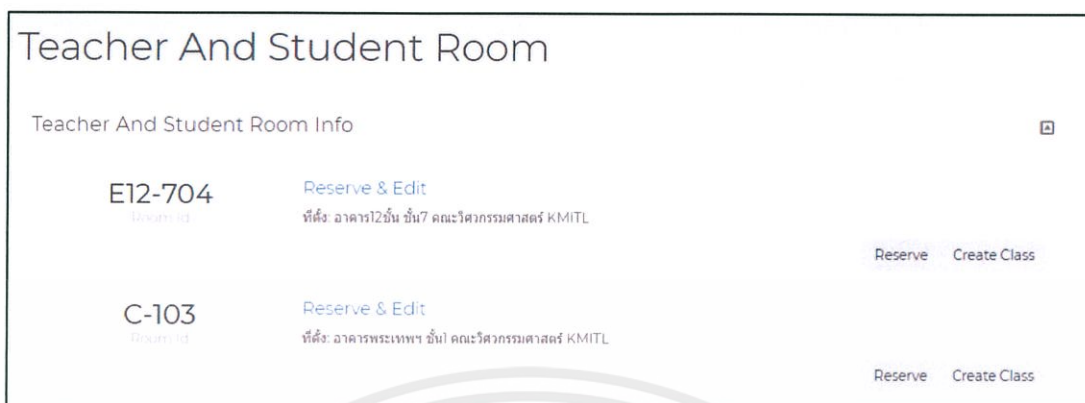 Teacher And Student Room
Teacher And Student Room Info
E12-704
Reserve & Edit
Room Id
ที่ตั้ง: อาคาร12ชั้น ชั้น7 คณะวิศวกรรมศาสตร์ KMITL
Reserve Create Class
C-103
Reserve & Edit
Room Id
ที่ตั้ง: อาคารพระเทพฯ ชั้น1 คณะวิศวกรรมศาสตร์ KMITL
Reserve Create Class